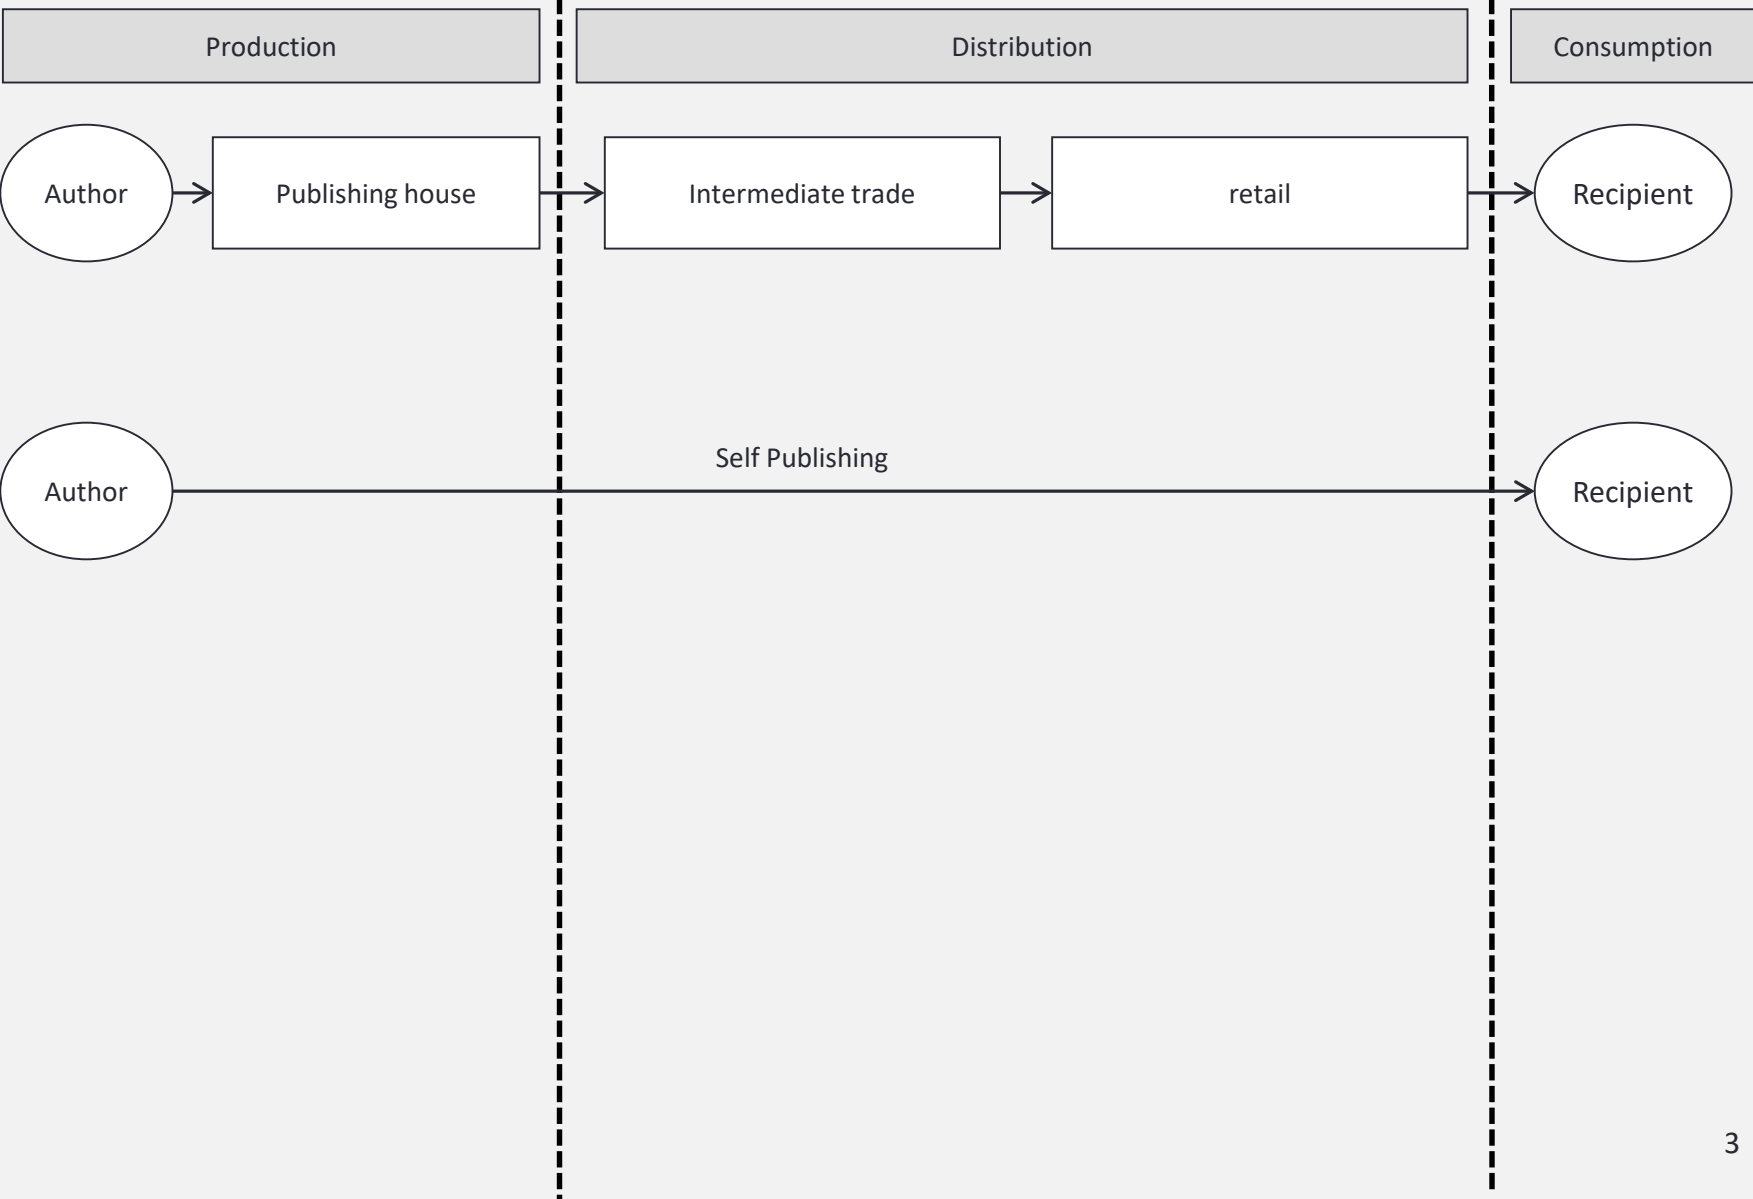 Production
Distribution
Consumption
Author
Publishing house
Intermediate trade
retail
Recipient
Self Publishing
Author
Recipient
3